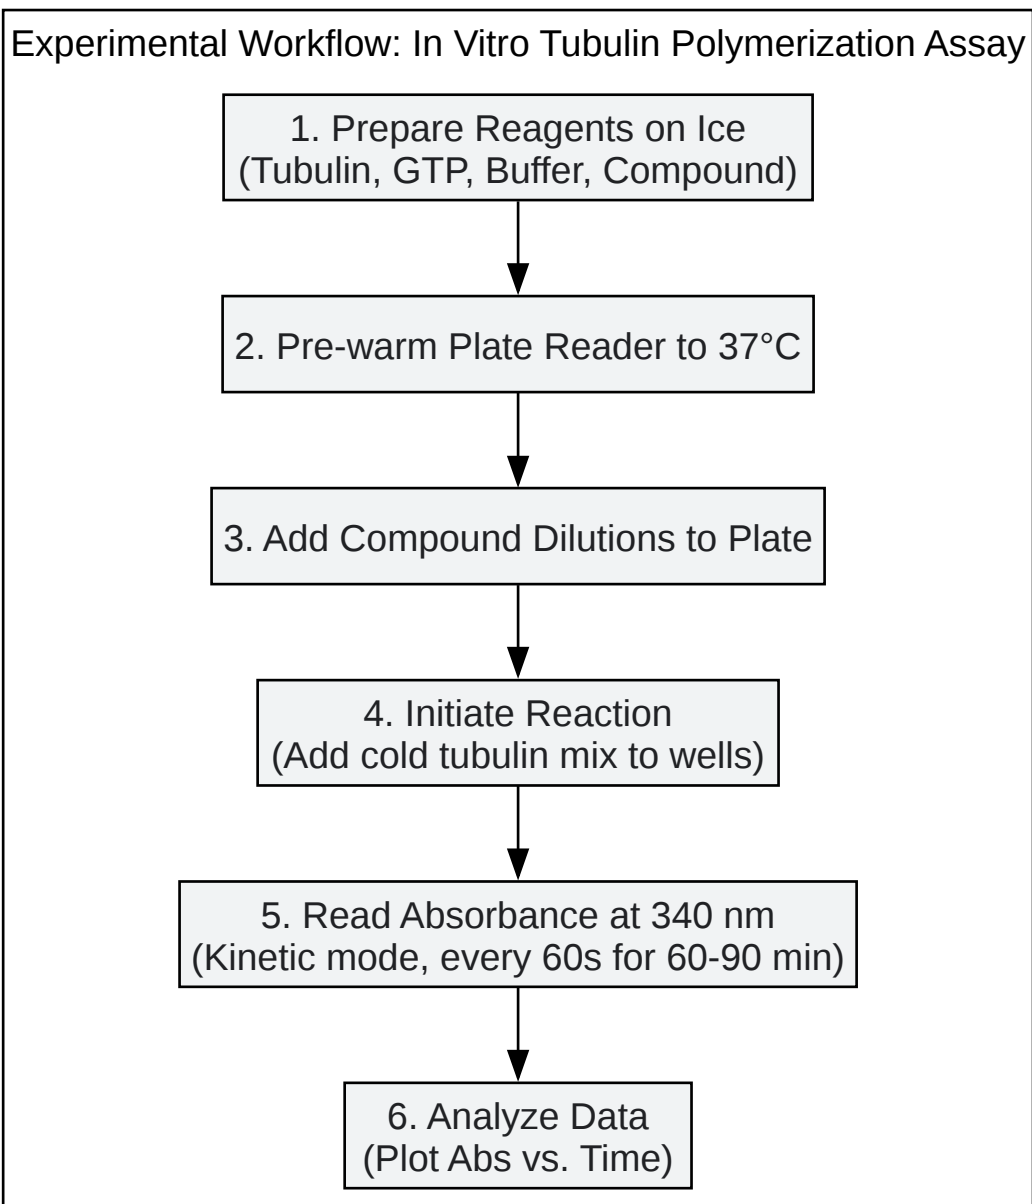 Experimental Workflow: In Vitro Tubulin Polymerization Assay
1. Prepare Reagents on Ice
(Tubulin, GTP, Buffer, Compound)
2. Pre-warm Plate Reader to 37°C
3. Add Compound Dilutions to Plate
4. Initiate Reaction
(Add cold tubulin mix to wells)
5. Read Absorbance at 340 nm
(Kinetic mode, every 60s for 60-90 min)
6. Analyze Data
(Plot Abs vs. Time)